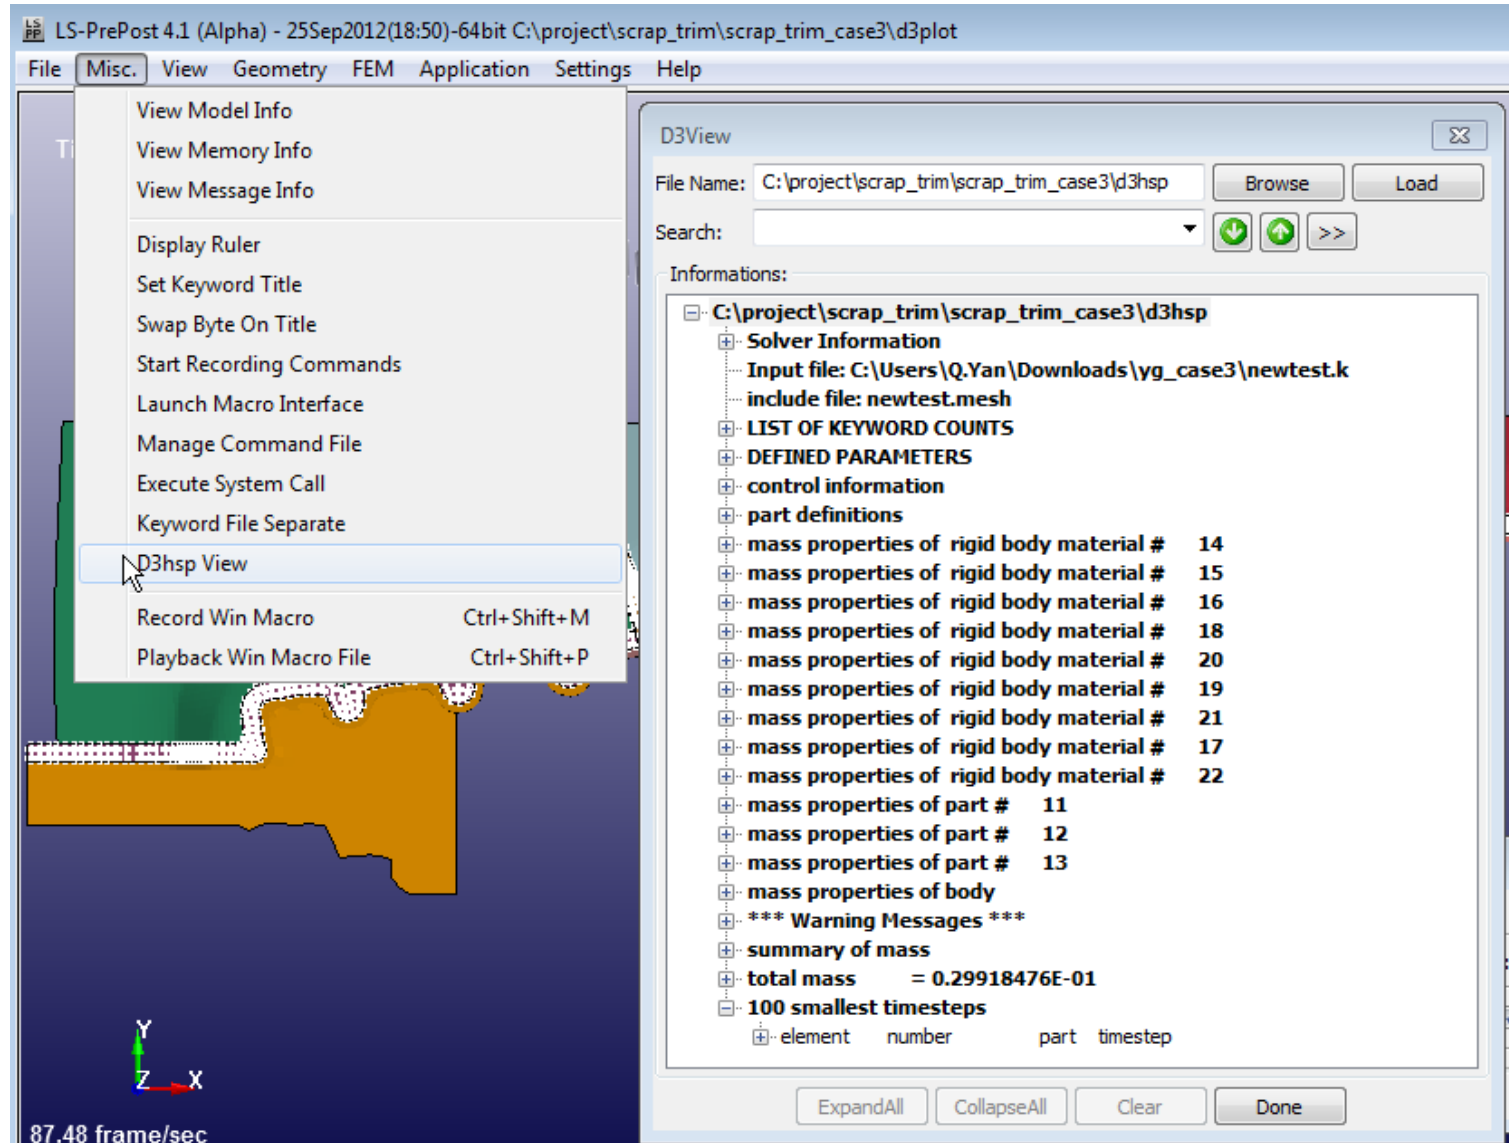 LS-PrePost 4.1 (Alpha) - 25Sep2012(18:50)-64bit C:\project\scrap_trim\scrap_trim_case3\d3plot
File Misc. View Geometry FEM Application Settings Help
View Model Info
View Memory Info
View Message Info
Display Ruler
Set Keyword Title
Swap Byte On Title
Start Recording Commands
Launch Macro Interface
Manage Command File
Execute System Call
Keyword File Separate
D3hsp View
Record Win Macro Ctrl+Shift+M
Playback Win Macro File Ctrl+Shift+P
D3View
File Name: C:\project\scrap_trim\scrap_trim_case3\d3hsp Browse Load
Search: >>
Informations:
C:\project\scrap_trim\scrap_trim_case3\d3hsp
Solver Information
Input file: C:\Users\Q.Yan\Downloads\yg_case3\newtest.k
include file: newtest.mesh
LIST OF KEYWORD COUNTS
DEFINED PARAMETERS
control information
part definitions
mass properties of rigid body material # 14
mass properties of rigid body material # 15
mass properties of rigid body material # 16
mass properties of rigid body material # 18
mass properties of rigid body material # 20
mass properties of rigid body material # 19
mass properties of rigid body material # 21
mass properties of rigid body material # 17
mass properties of rigid body material # 22
mass properties of part # 11
mass properties of part # 12
mass properties of part # 13
mass properties of body
*** Warning Messages ***
summary of mass
total mass = 0.29918476E-01
100 smallest timesteps
element number part timestep
ExpandAll CollapseAll Clear Done
Y
Z X
87.48 frame/sec